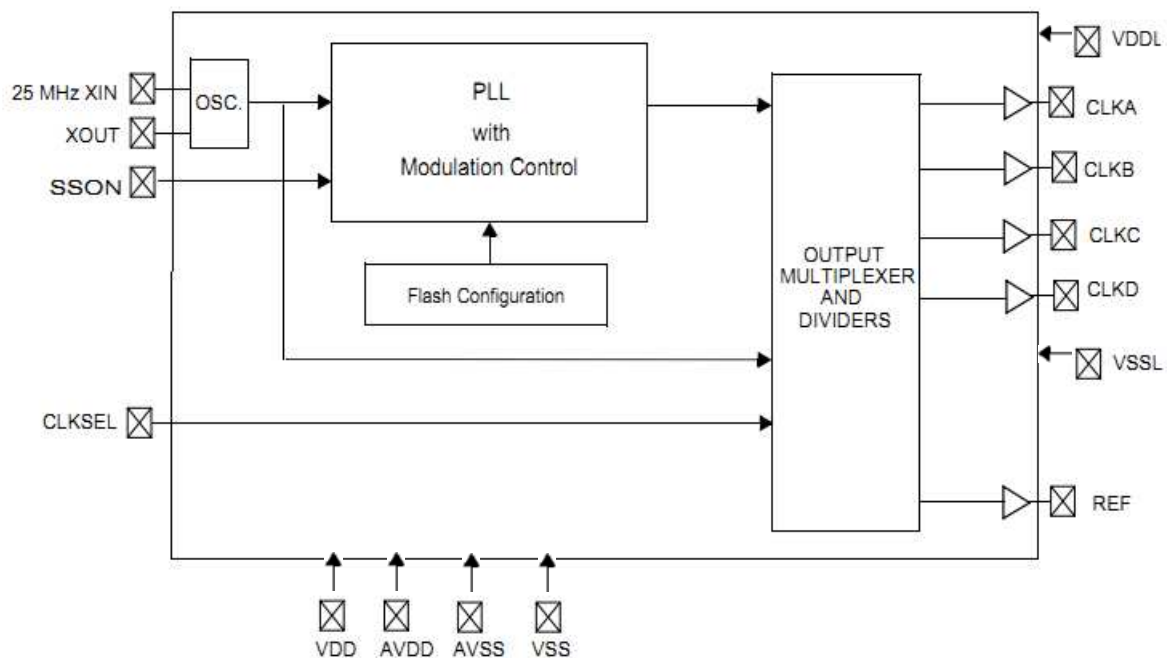 VDDL
25 MHz XIN
OSC.
PLL
with
Modulation Control
CLKA
XOUT
SSON
CLKB
CLKC
OUTPUT
MULTIPLEXER
AND
DIVIDERS
Flash Configuration
CLKD
VSSL
CLKSEL
REF
VDD
AVDD
AVSS
VSS